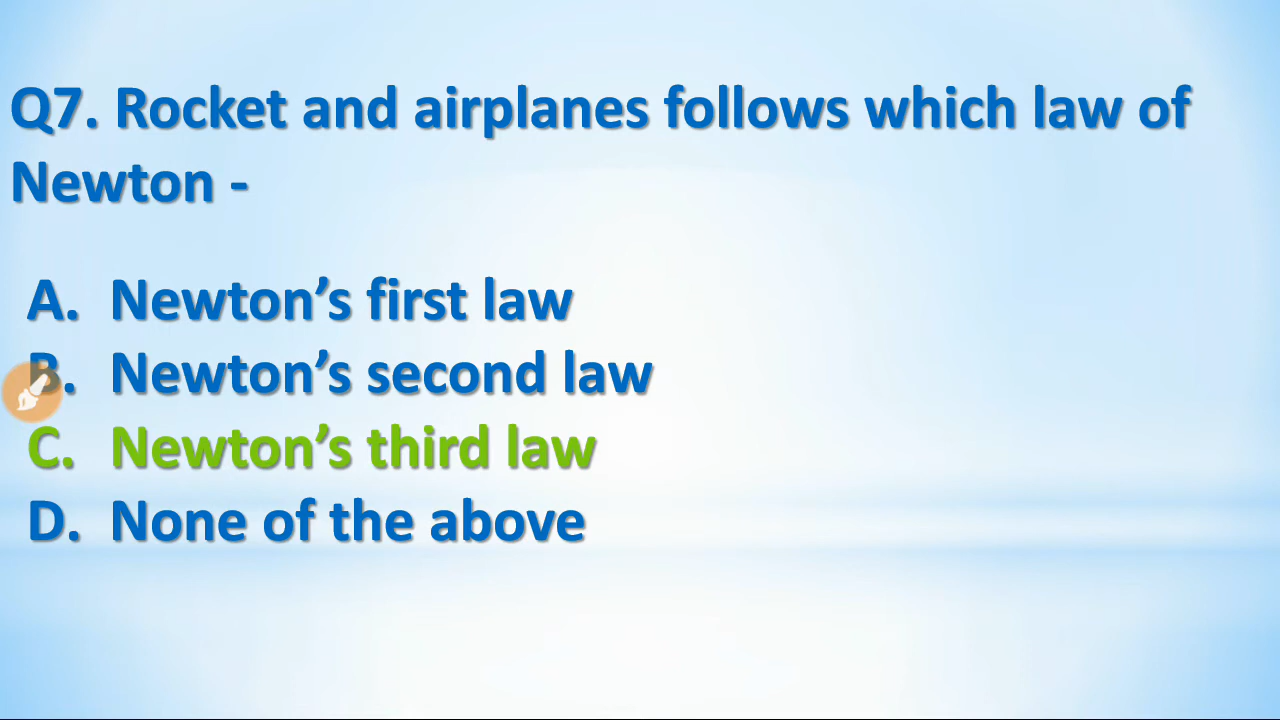 Q7. Rocket and airplanes follows which law of
Newton -
A. Newton’s first law
B. Newton’s second law
C. Newton’s third law
D. None of the above